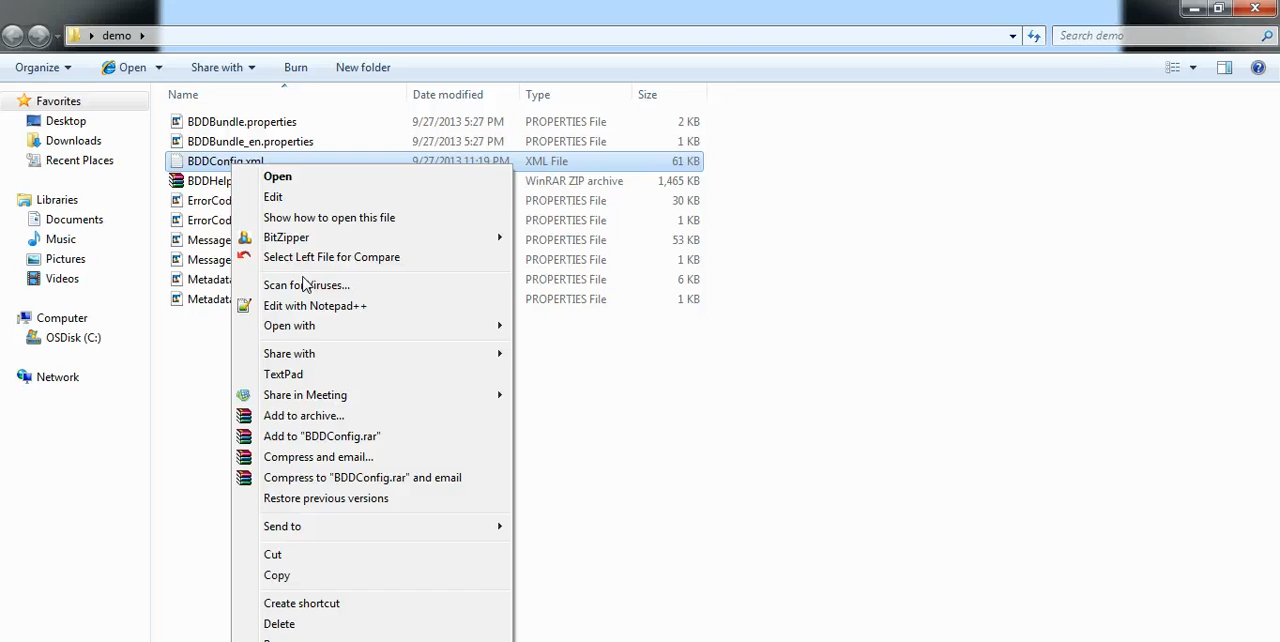 demo
Search demo
Organize
Open
Share with
Burn
New folder
Name
Date modified
Type
Size
Favorites
Desktop
Downloads
Recent Places
Libraries
Documents
Music
Pictures
Videos
Computer
OSDisk (C:)
Network
BDDBundle.properties 9/27/2013 5:27 PM PROPERTIES File 2 KB
BDDBundle_en.properties 9/27/2013 5:27 PM PROPERTIES File 1 KB
BDDConfig.xml 9/27/2013 11:19 PM XML File 61 KB
BDDHelp WinRAR ZIP archive 1,465 KB
ErrorCod PROPERTIES File 30 KB
ErrorCod PROPERTIES File 1 KB
Message PROPERTIES File 53 KB
Message PROPERTIES File 1 KB
Metadat PROPERTIES File 6 KB
Metadat PROPERTIES File 1 KB
Open
Edit
Show how to open this file
BitZipper
Select Left File for Compare
Scan for Viruses...
Edit with Notepad++
Open with
Share with
TextPad
Share in Meeting
Add to archive...
Add to "BDDConfig.rar"
Compress and email...
Compress to "BDDConfig.rar" and email
Restore previous versions
Send to
Cut
Copy
Create shortcut
Delete